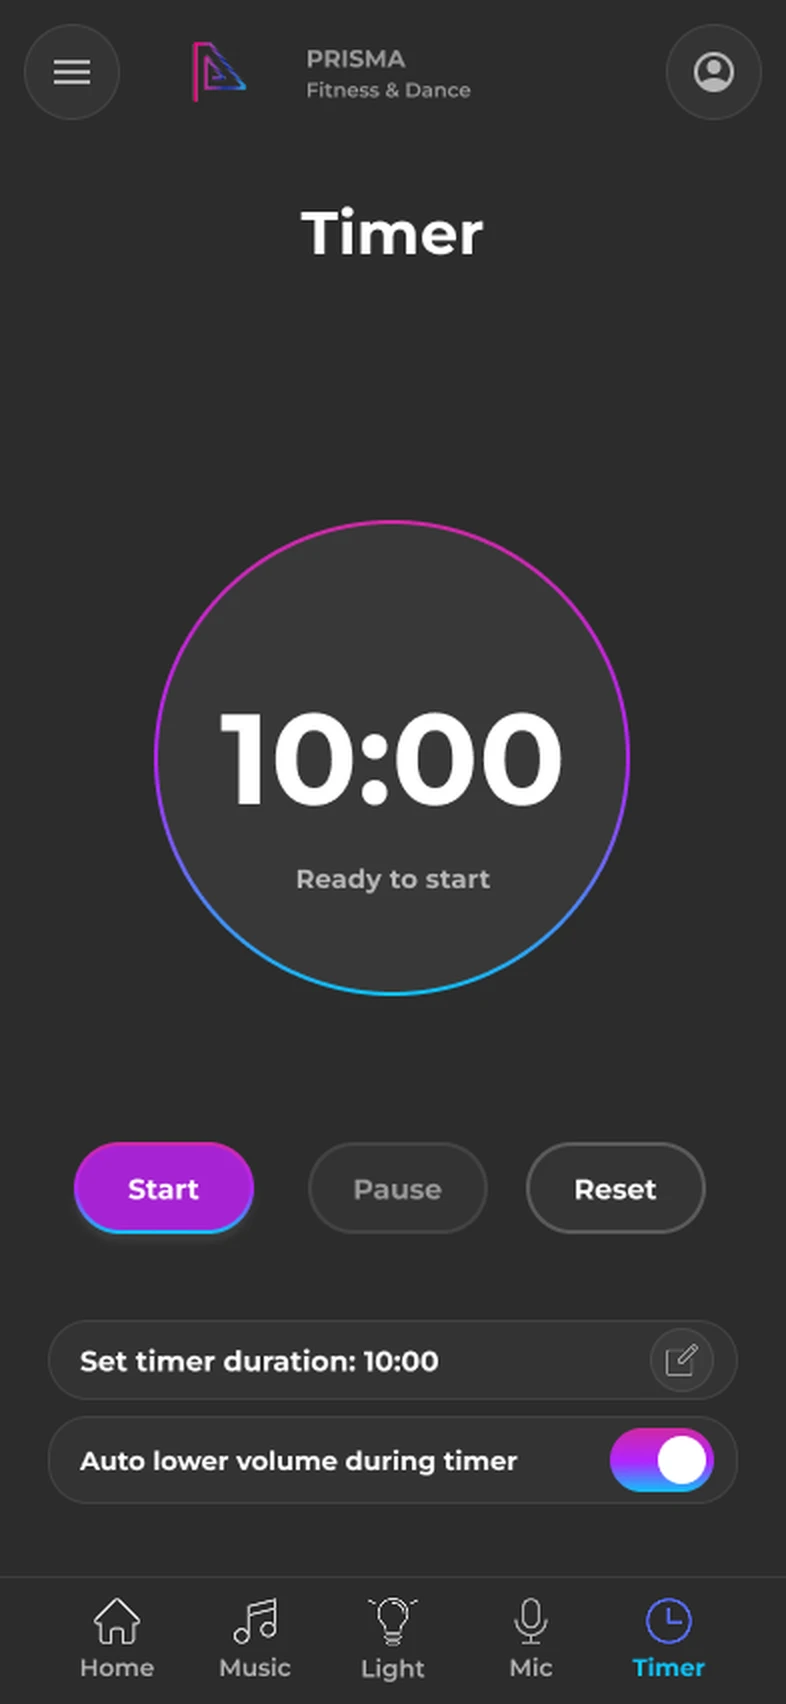 PRISMA
Fitness & Dance
Timer
10:00
Ready to start
Start
Pause
Reset
Set timer duration: 10:00
Auto lower volume during timer
Home
Music
Light
Mic
Timer